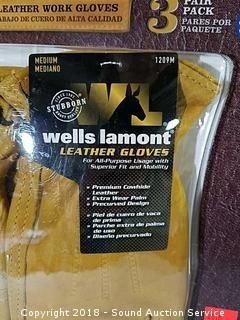 LEATHER WORK GLOVES
TRABAJO DE CUERO DE ALTA CALIDAD
3 PAIR
PACK
PARES POR
PAQUETE
MEDIUM
MEDIANO
1209M
STUBBORN
wells lamont
LEATHER GLOVES
For All-Purpose Usage with
Superior Fit and Mobility
• Premium Cowhide
Leather
• Extra Wear Palm
Precurved Design
• Piel de cuero de vaca
de prima
• Parche extra de palma
de uso
• Diseño precurvado
Copyright 2018 - Sound Auction Service